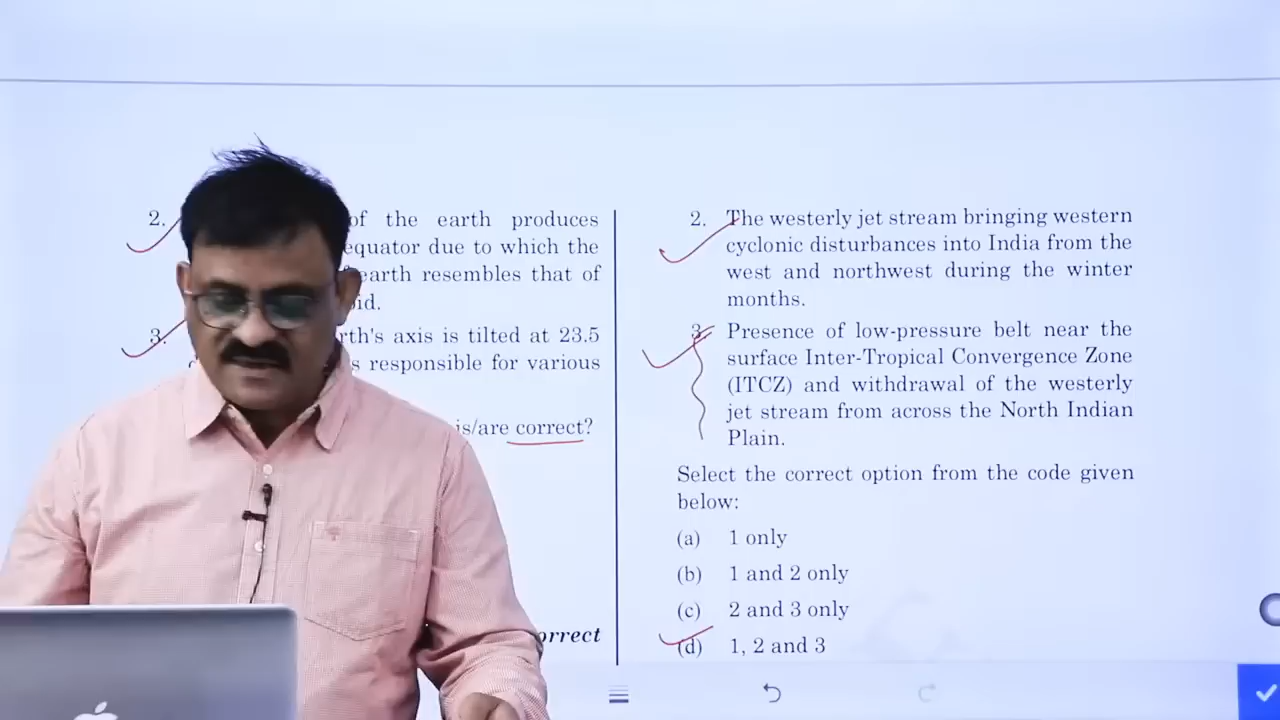 2.
of the earth produces
equator due to which the
earth resembles that of
3.
axis is tilted at 23.5
responsible for various
is/are correct?
2. The westerly jet stream bringing western
cyclonic disturbances into India from the
west and northwest during the winter
months.
3. Presence of low-pressure belt near the
surface Inter-Tropical Convergence Zone
(ITCZ) and withdrawal of the westerly
jet stream from across the North Indian
Plain.
Select the correct option from the code given
below:
(a) 1 only
(b) 1 and 2 only
(c) 2 and 3 only
(d) 1, 2 and 3